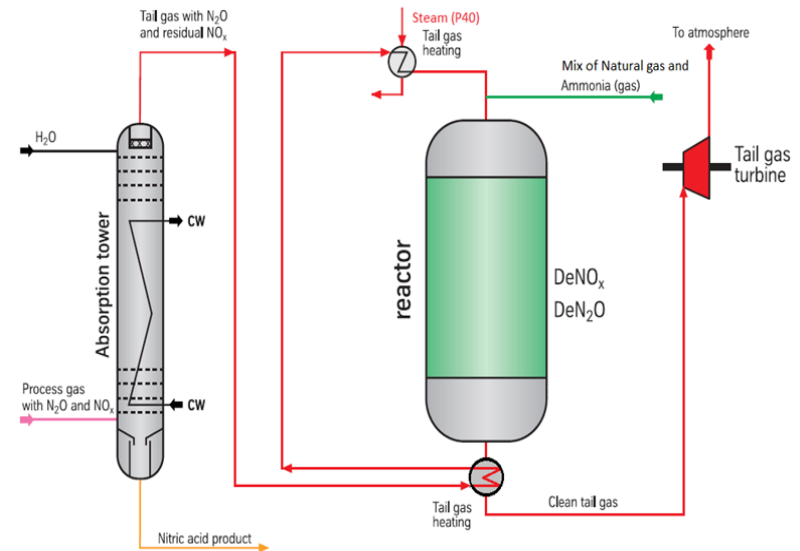 Tail gas with N₂O
and residual NOₓ
Steam (P40)
Tail gas
heating
To atmosphere
Mix of Natural gas and
Ammonia (gas)
H₂O
Tail gas
turbine
CW
Absorption tower
reactor
DeNOₓ
DeN₂O
Process gas
with N₂O and NOₓ
CW
Tail gas
heating
Clean tail gas
Nitric acid product